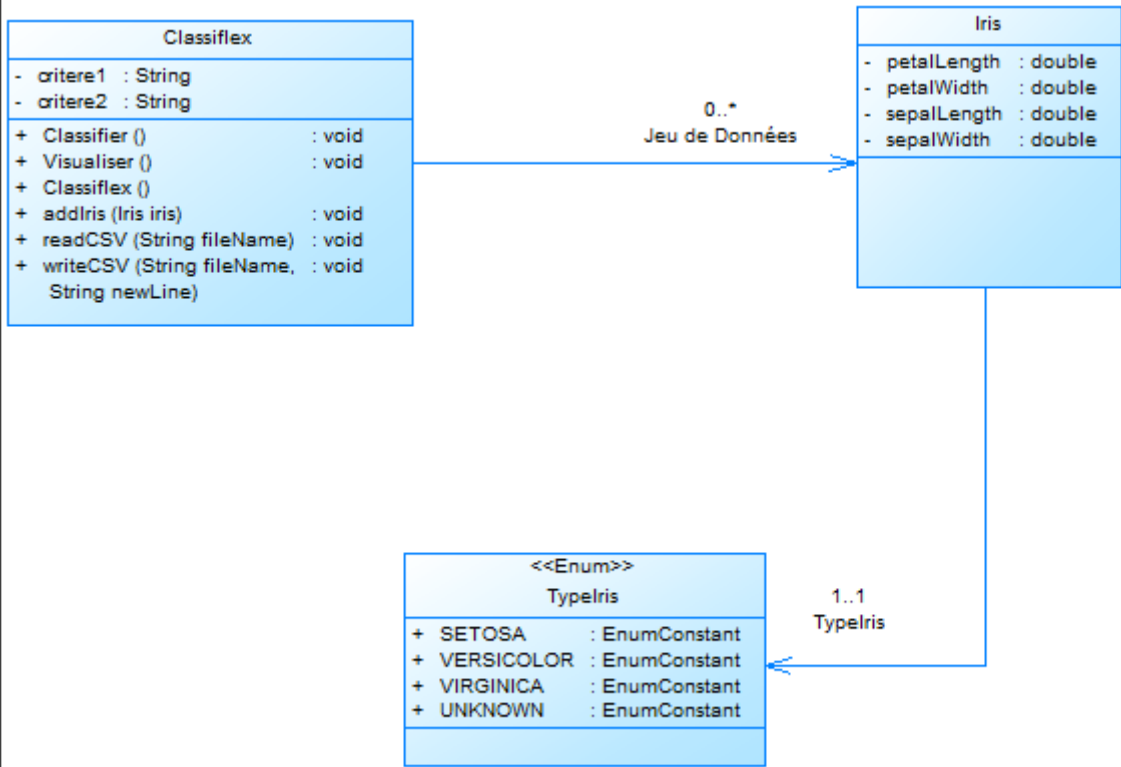 Classiflex
- critere1 : String
- critere2 : String
+ Classifier () : void
+ Visualiser () : void
+ Classiflex ()
+ addIris (Iris iris) : void
+ readCSV (String fileName) : void
+ writeCSV (String fileName, : void
String newLine)
0..*
Jeu de Données
Iris
- petalLength : double
- petalWidth : double
- sepalLength : double
- sepalWidth : double
<<Enum>>
TypeIris
+ SETOSA : EnumConstant
+ VERSICOLOR : EnumConstant
+ VIRGINICA : EnumConstant
+ UNKNOWN : EnumConstant
1..1
TypeIris